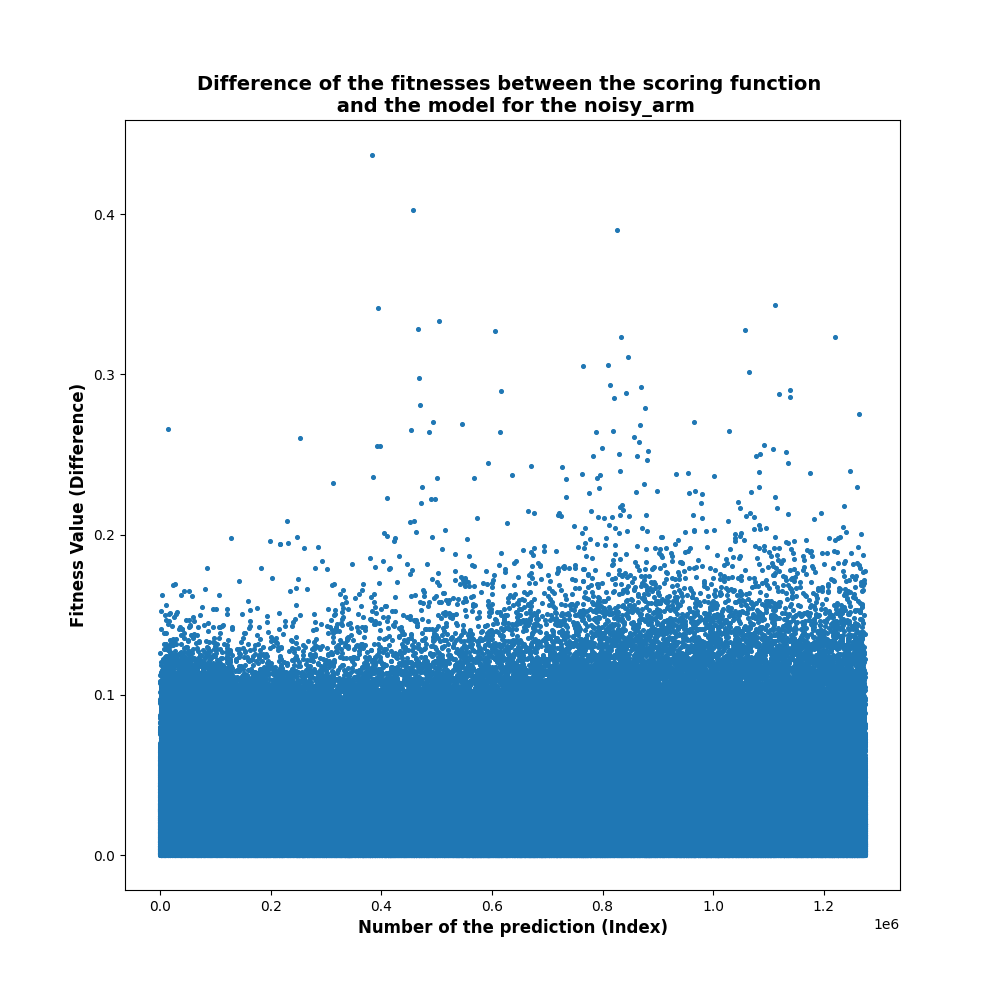 Difference of the fitnesses between the scoring function
and the model for the noisy_arm
Fitness Value (Difference)
0.4
0.3
0.2
0.1
0.0
0.0 0.2 0.4 0.6 0.8 1.0 1.2
1e6
Number of the prediction (Index)